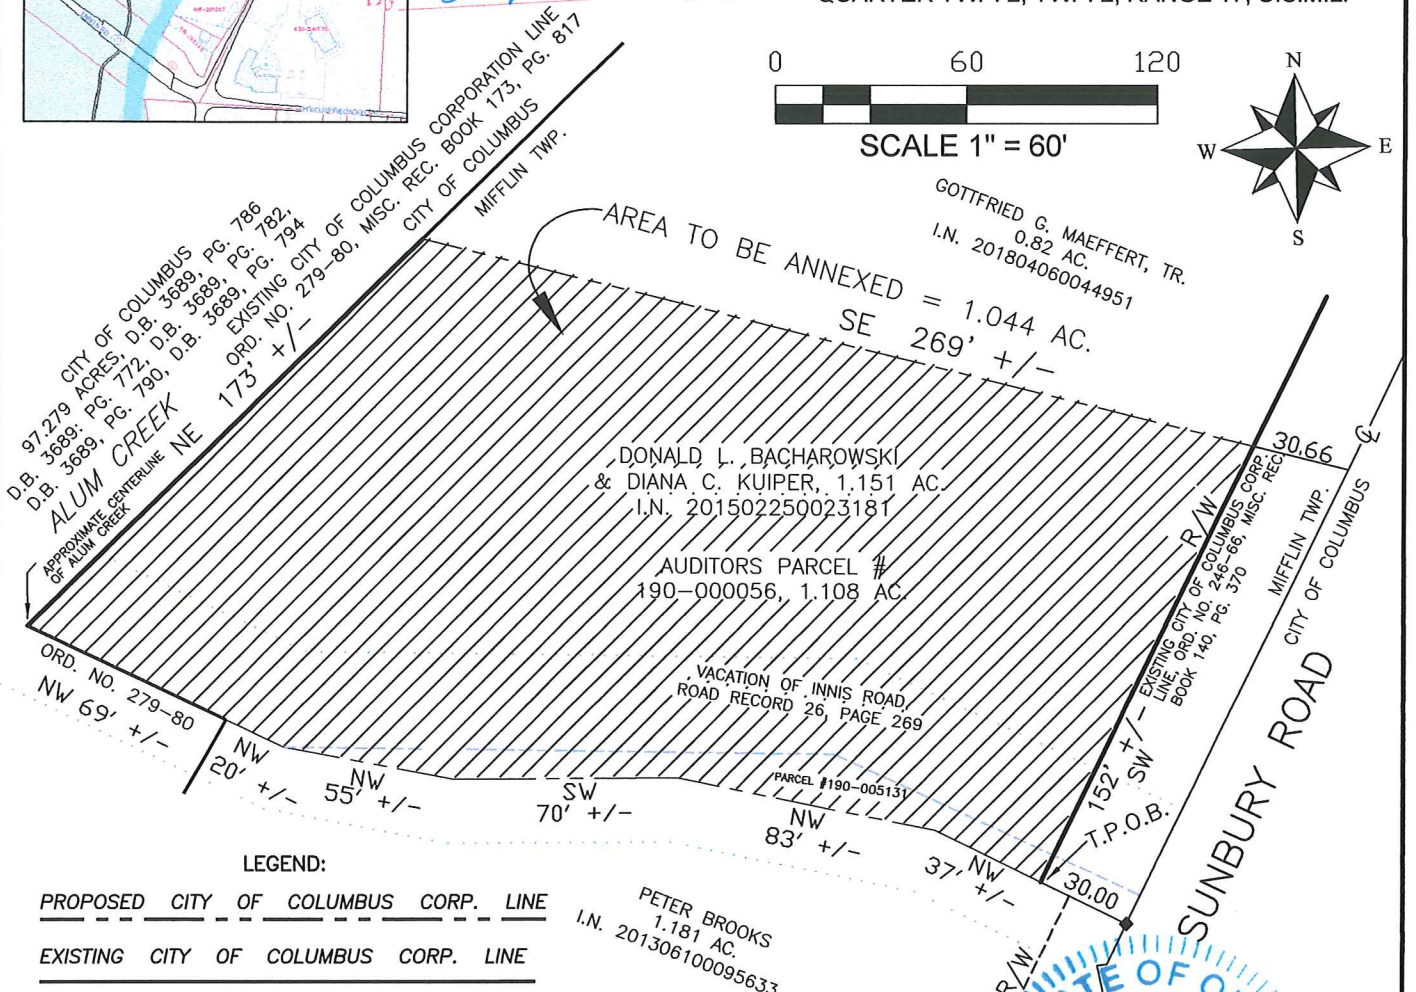 QUARTER TWP. 2, TWP. 2, RANGE 17, U.S.M.L.
0 60 120
SCALE 1" = 60'
N
W E
S
EXISTING CITY OF COLUMBUS CORPORATION LINE
ORD. NO. 279-80, MISC. REC. BOOK 173, PG. 817
CITY OF COLUMBUS
MIFFLIN TWP.
CITY OF COLUMBUS
97.279 ACRES, D.B. 3689, PG. 786
D.B. 3689: PG. 772, D.B. 3689, PG. 782,
D.B. 3689, PG. 790, D.B. 3689, PG. 794
ALUM CREEK
APPROXIMATE CENTERLINE
OF ALUM CREEK
NE 173' +/-
GOTTFRIED G. MAEFFERT, TR.
0.82 AC.
I.N. 201804060044951
AREA TO BE ANNEXED = 1.044 AC.
SE 269' +/-
DONALD L. BACHAROWSKI
& DIANA C. KUIPER, 1.151 AC.
I.N. 201502250023181
AUDITORS PARCEL #
190-000056, 1.108 AC.
VACATION OF INNIS ROAD,
ROAD RECORD 26, PAGE 269
PARCEL #190-005131
30.66
R/W
EXISTING CITY OF COLUMBUS CORP.
LINE, ORD. NO. 246-66, MISC. REC.
BOOK 140, PG. 370
MIFFLIN TWP.
CITY OF COLUMBUS
152' +/-
SW
SUNBURY ROAD
T.P.O.B.
30.00
R/W
ORD. NO. 279-80
NW 69' +/-
NW
20' +/-
NW
55' +/-
SW
70' +/-
NW
83' +/-
NW
37' +/-
PETER BROOKS
1.181 AC.
I.N. 201306100095633
LEGEND:
PROPOSED CITY OF COLUMBUS CORP. LINE
EXISTING CITY OF COLUMBUS CORP. LINE
TE OF O